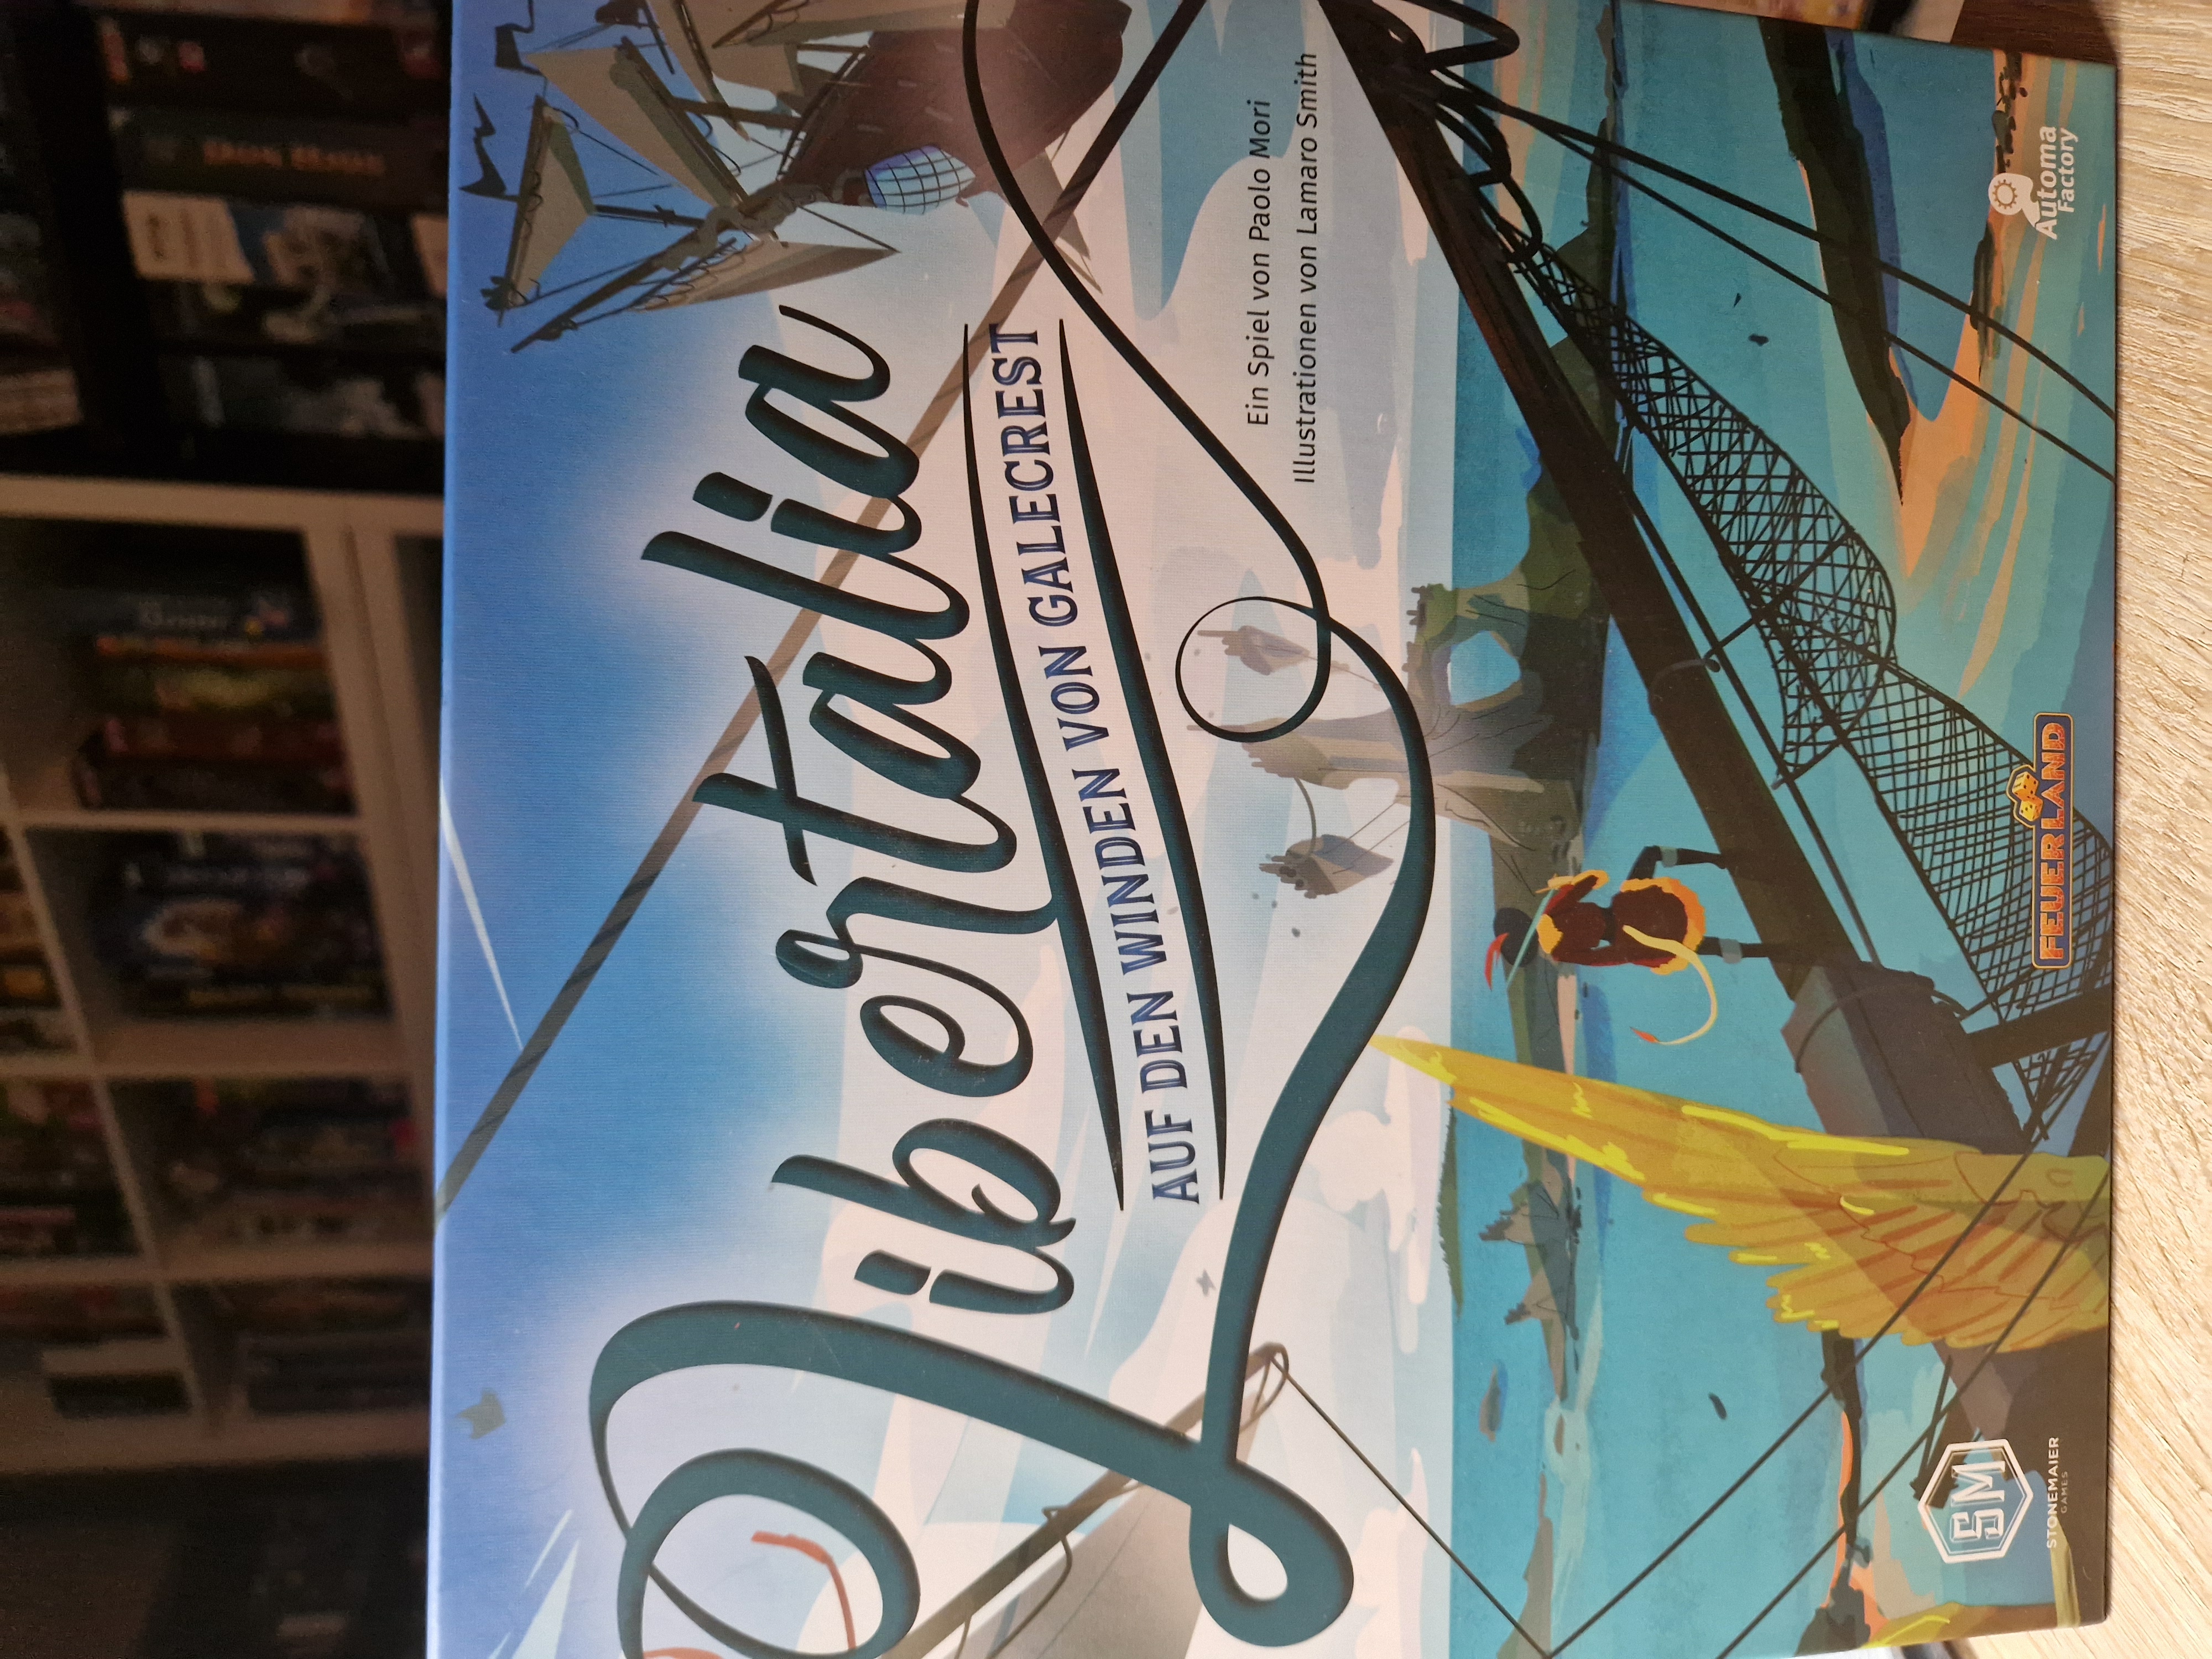 Libertalia
AUF DEN WINDEN VON GALECREST
Ein Spiel von Paolo Mori
Illustrationen von Lamaro Smith
SM
STONEMAIER
GAMES
FEUERLAND
Automa
Factory